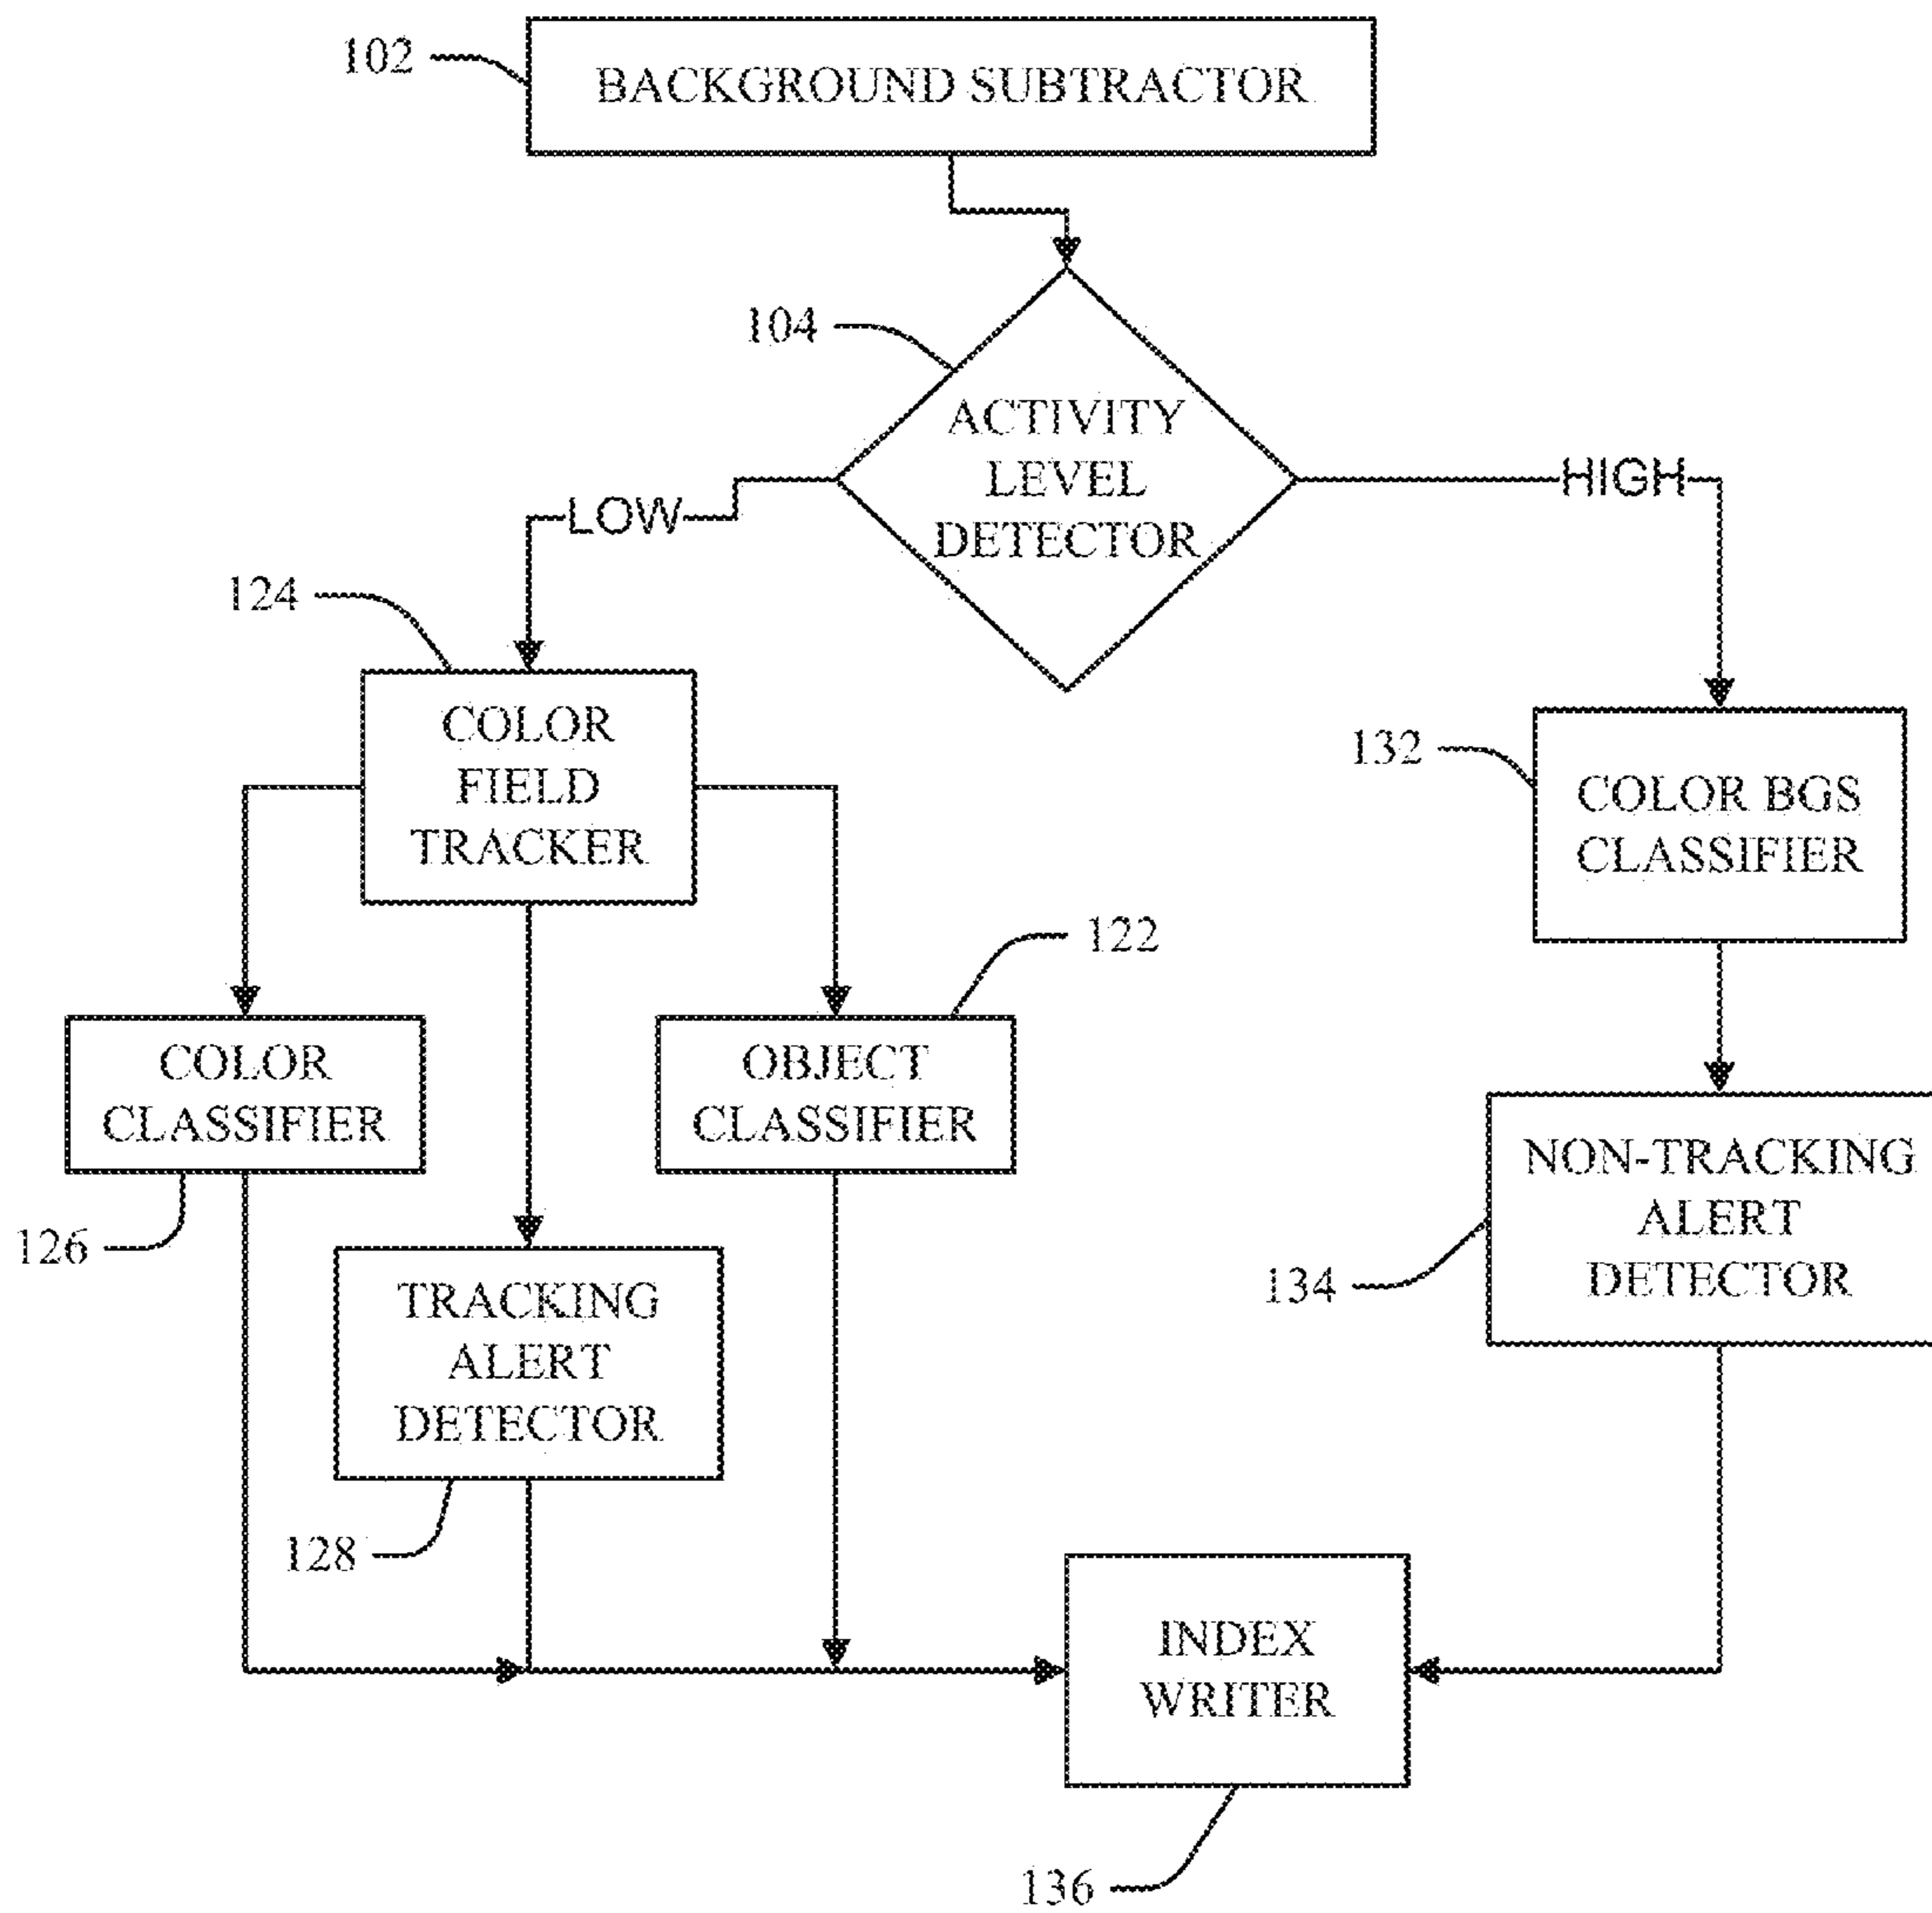 102
BACKGROUND SUBTRACTOR
104
ACTIVITY
LEVEL
DETECTOR
LOW
HIGH
124
COLOR
FIELD
TRACKER
132
COLOR BGS
CLASSIFIER
122
COLOR
CLASSIFIER
OBJECT
CLASSIFIER
126
NON-TRACKING
ALERT
DETECTOR
134
TRACKING
ALERT
DETECTOR
128
INDEX
WRITER
136